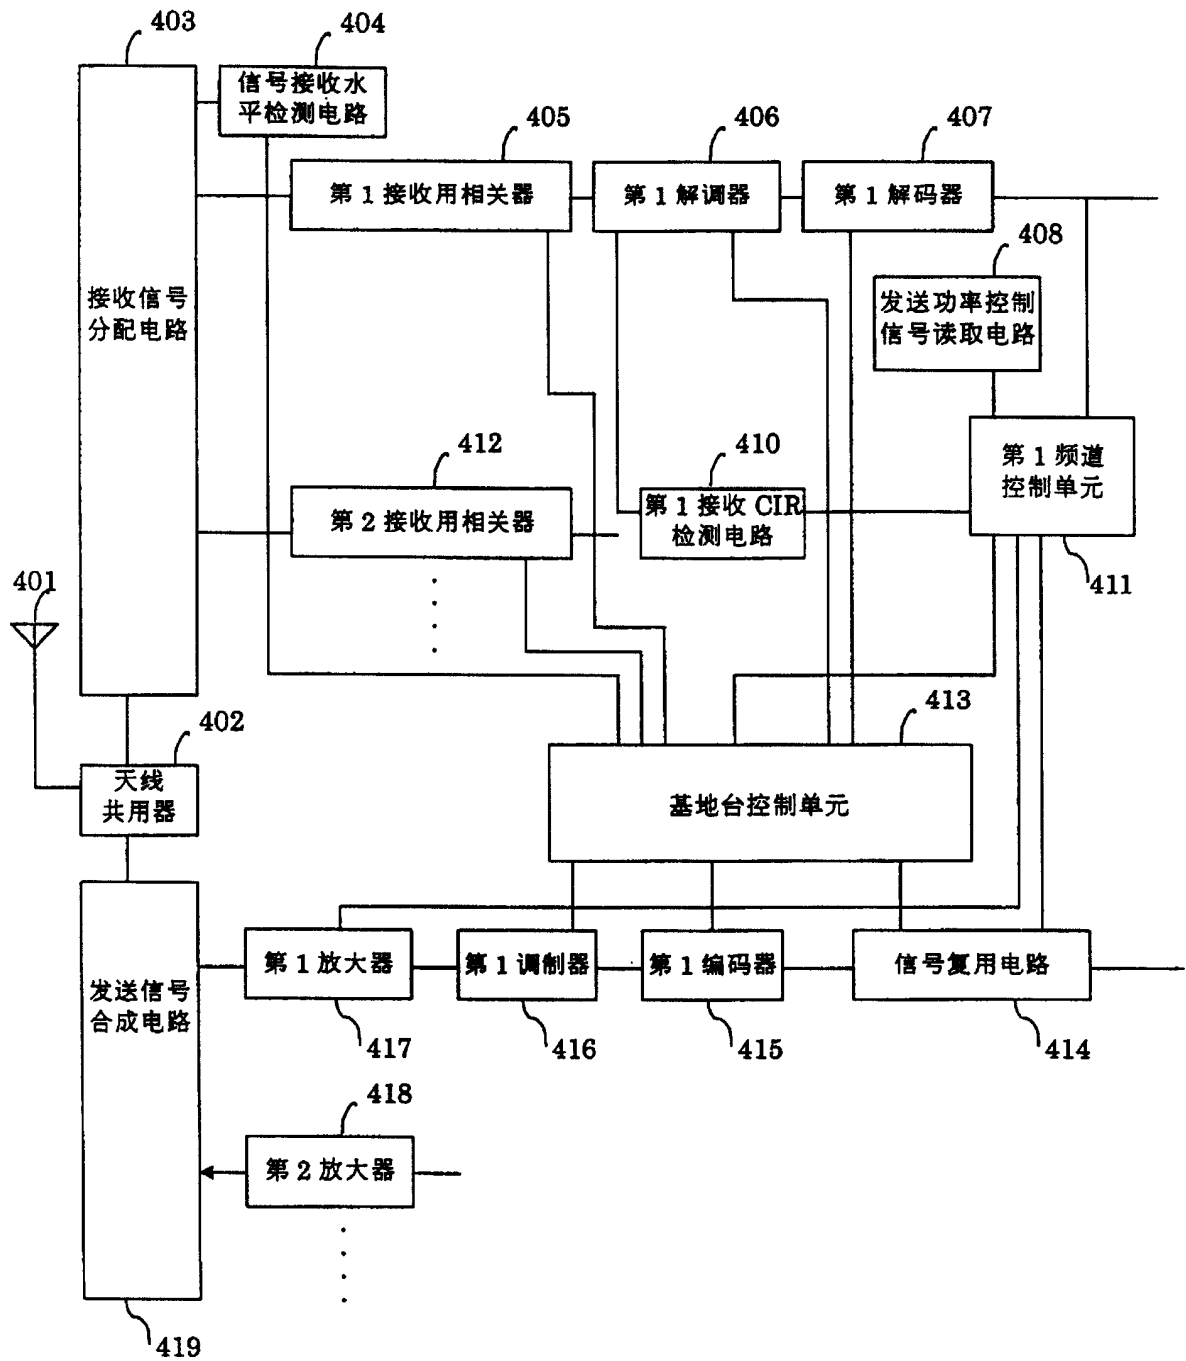 403
404
信号接收水
平检测电路
405
406
407
第1接收用相关器
第1解调器
第1解码器
408
接收信号
分配电路
发送功率控制
信号读取电路
412
410
第1频道
控制单元
第2接收用相关器
第1接收CIR
检测电路
411
401
402
413
天线
共用器
基地台控制单元
第1放大器
第1调制器
第1编码器
信号复用电路
发送信号
合成电路
417
416
415
414
418
第2放大器
419